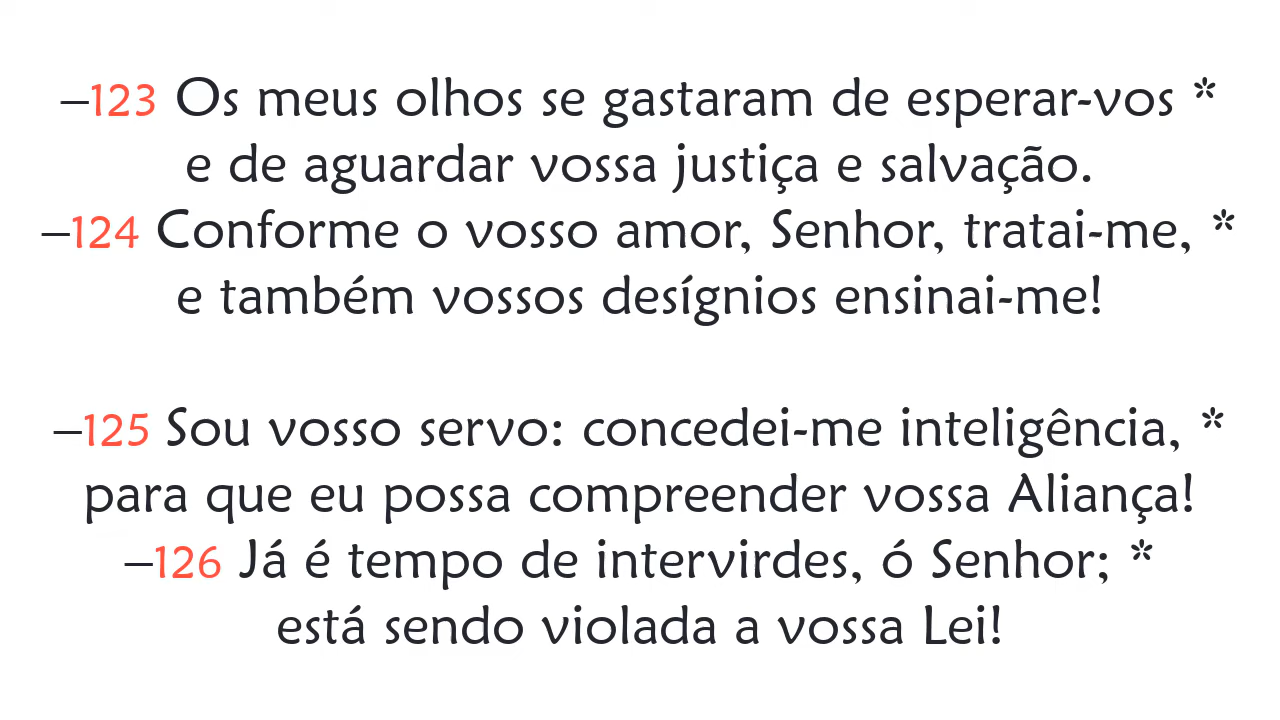 –123 Os meus olhos se gastaram de esperar-vos *
e de aguardar vossa justiça e salvação.
–124 Conforme o vosso amor, Senhor, tratai-me, *
e também vossos desígnios ensinai-me!
–125 Sou vosso servo: concedei-me inteligência, *
para que eu possa compreender vossa Aliança!
–126 Já é tempo de intervirdes, ó Senhor; *
está sendo violada a vossa Lei!